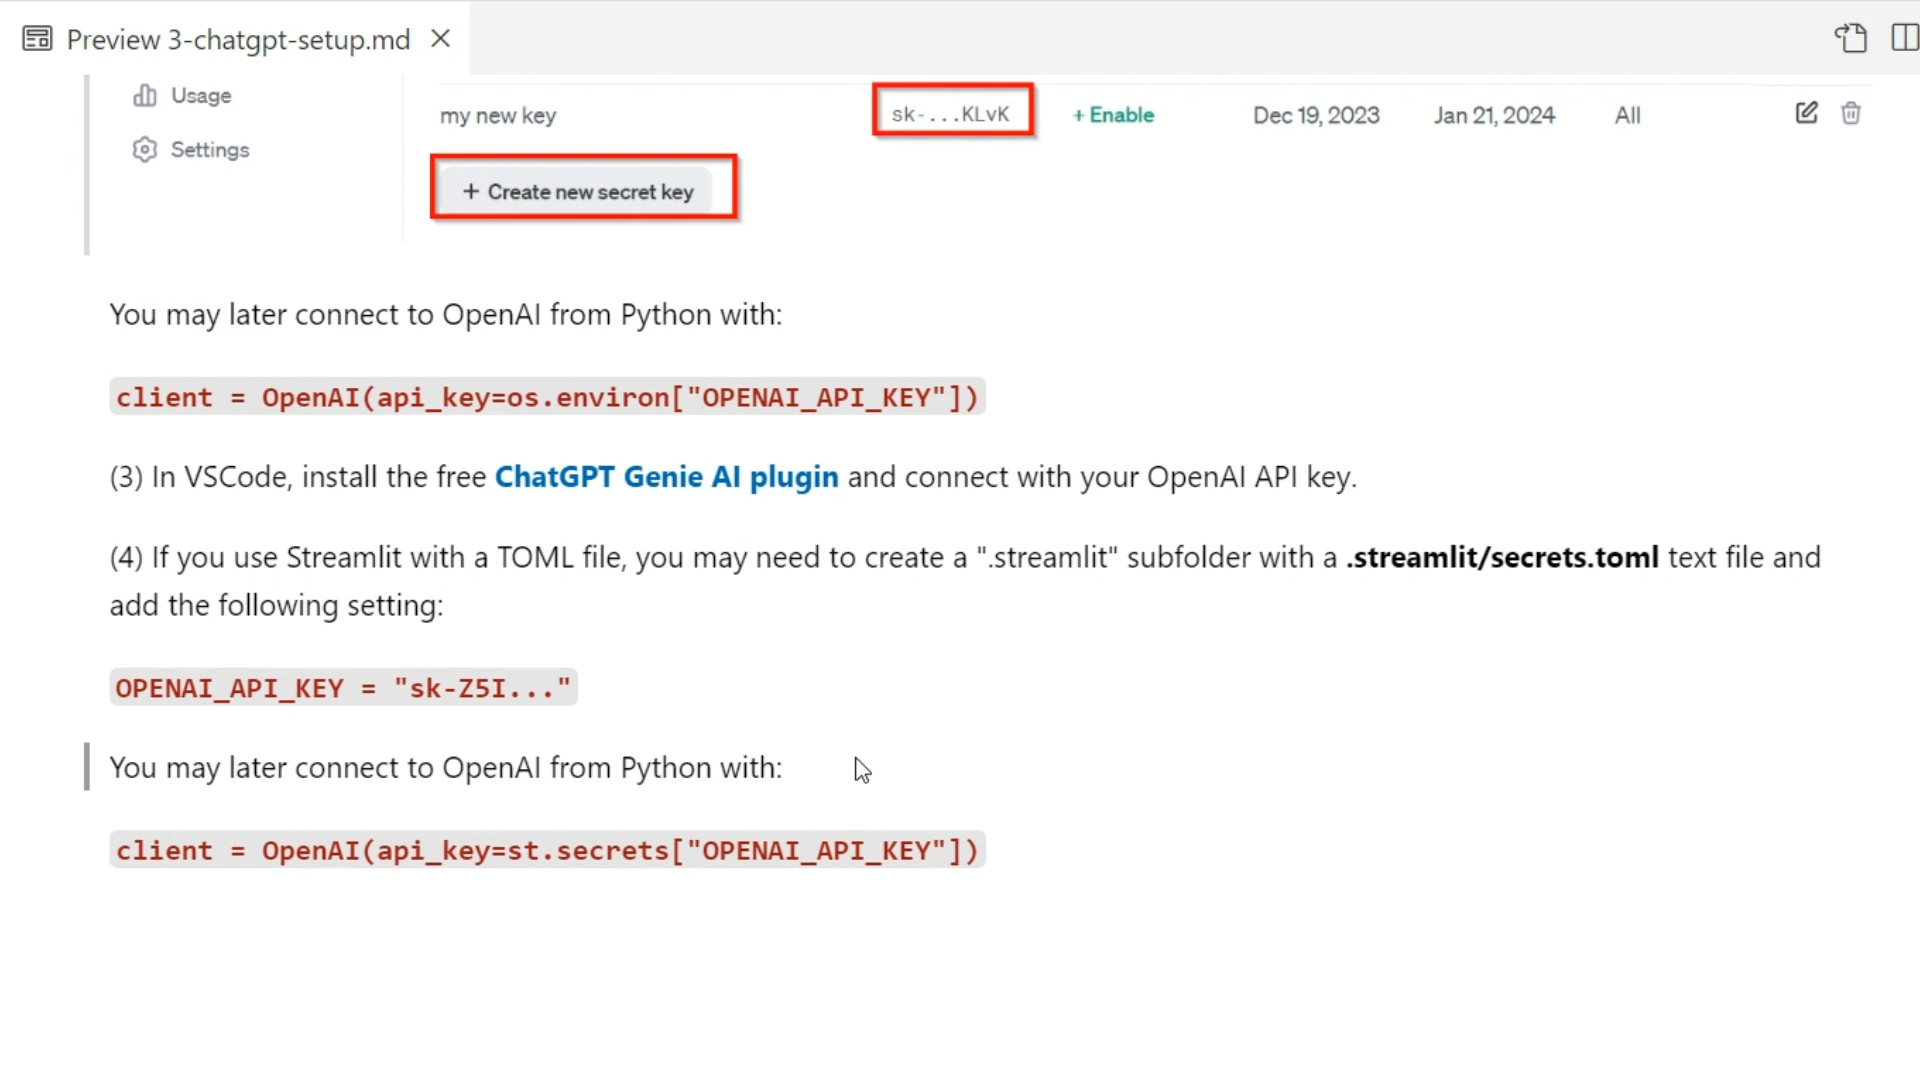 Preview 3-chatgpt-setup.md
Usage
my new key sk-...KLvK + Enable Dec 19, 2023 Jan 21, 2024 All
Settings
+ Create new secret key
You may later connect to OpenAI from Python with:
client = OpenAI(api_key=os.environ["OPENAI_API_KEY"])
(3) In VSCode, install the free ChatGPT Genie AI plugin and connect with your OpenAI API key.
(4) If you use Streamlit with a TOML file, you may need to create a ".streamlit" subfolder with a .streamlit/secrets.toml text file and
add the following setting:
OPENAI_API_KEY = "sk-Z5I..."
You may later connect to OpenAI from Python with:
client = OpenAI(api_key=st.secrets["OPENAI_API_KEY"])